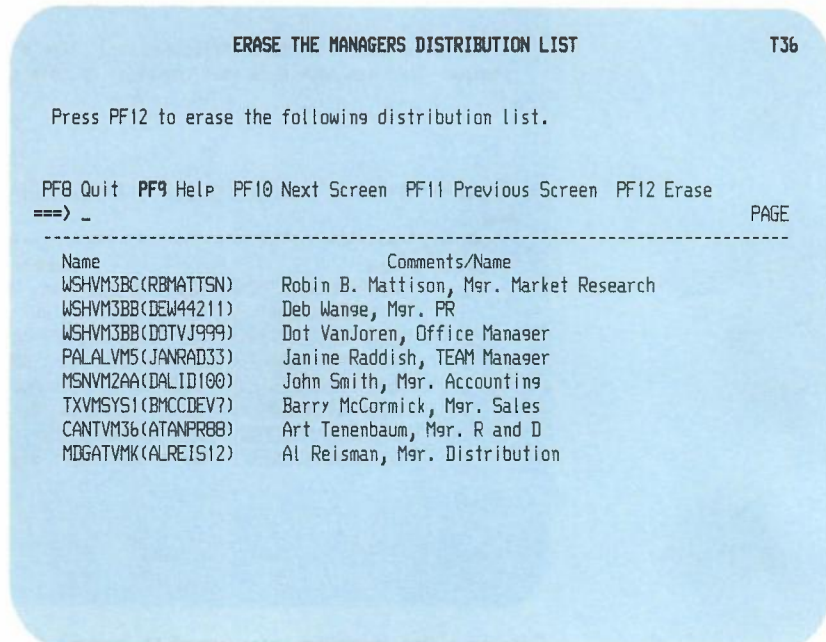 ERASE THE MANAGERS DISTRIBUTION LIST T36
Press PF12 to erase the following distribution list.
PF8 Quit PF9 Help PF10 Next Screen PF11 Previous Screen PF12 Erase
===> _ PAGE
--------------------------------------------------------------------------
Name Comments/Name
WSHVM3BC(RBMATTSN) Robin B. Mattison, Mgr. Market Research
WSHVM3BB(DEW44211) Deb Wange, Mgr. PR
WSHVM3BB(DOTVJ999) Dot VanJoren, Office Manager
PALALVM5(JANRAD33) Janine Raddish, TEAM Manager
MSNVM2AA(DALID100) John Smith, Mgr. Accounting
TXVMSYS1(BMCCDEV7) Barry McCormick, Mgr. Sales
CANTVM36(ATANPR88) Art Tenenbaum, Mgr. R and D
MDGATVMK(ALREIS12) Al Reisman, Mgr. Distribution